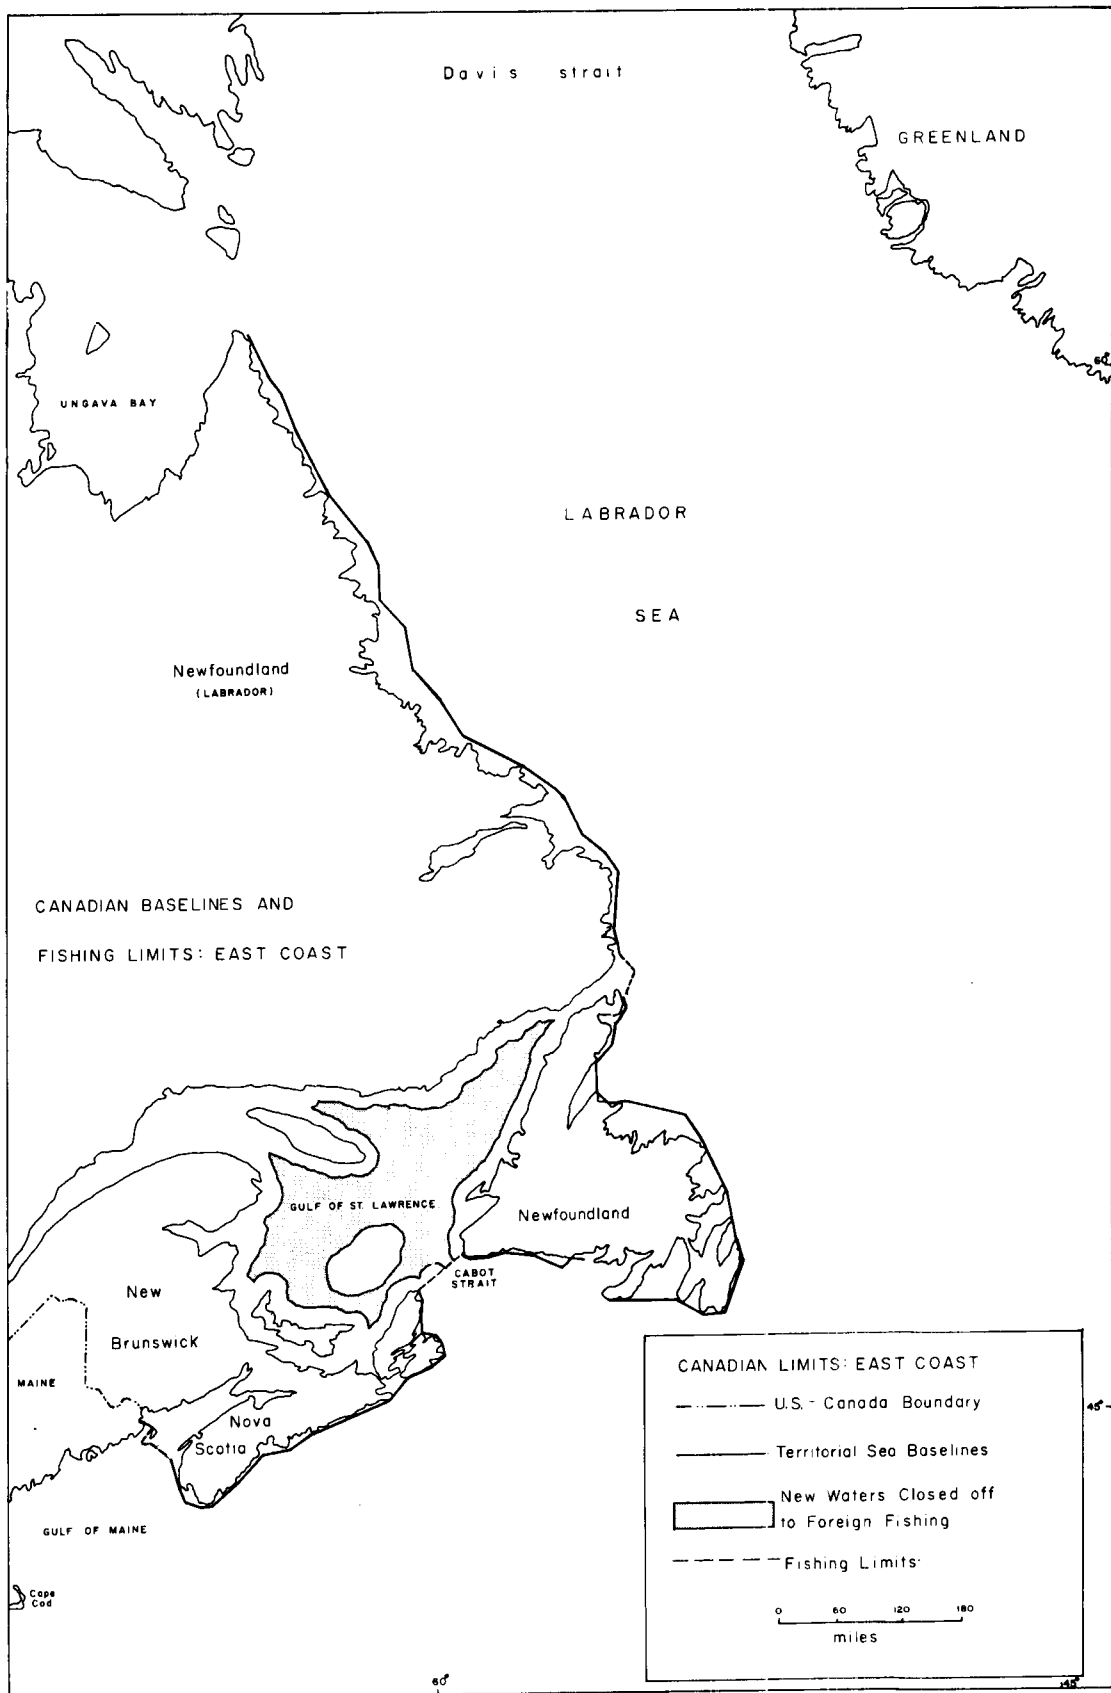 Davis strait
GREENLAND
60°
UNGAVA BAY
LABRADOR
SEA
Newfoundland
(LABRADOR)
CANADIAN BASELINES AND
FISHING LIMITS: EAST COAST
GULF OF ST. LAWRENCE
Newfoundland
CABOT
STRAIT
New
Brunswick
MAINE
Nova
Scotia
GULF OF MAINE
Cape
Cod
CANADIAN LIMITS: EAST COAST
U.S. - Canada Boundary
Territorial Sea Baselines
New Waters Closed off
to Foreign Fishing
Fishing Limits
0 60 120 180
miles
45°
60°
45°